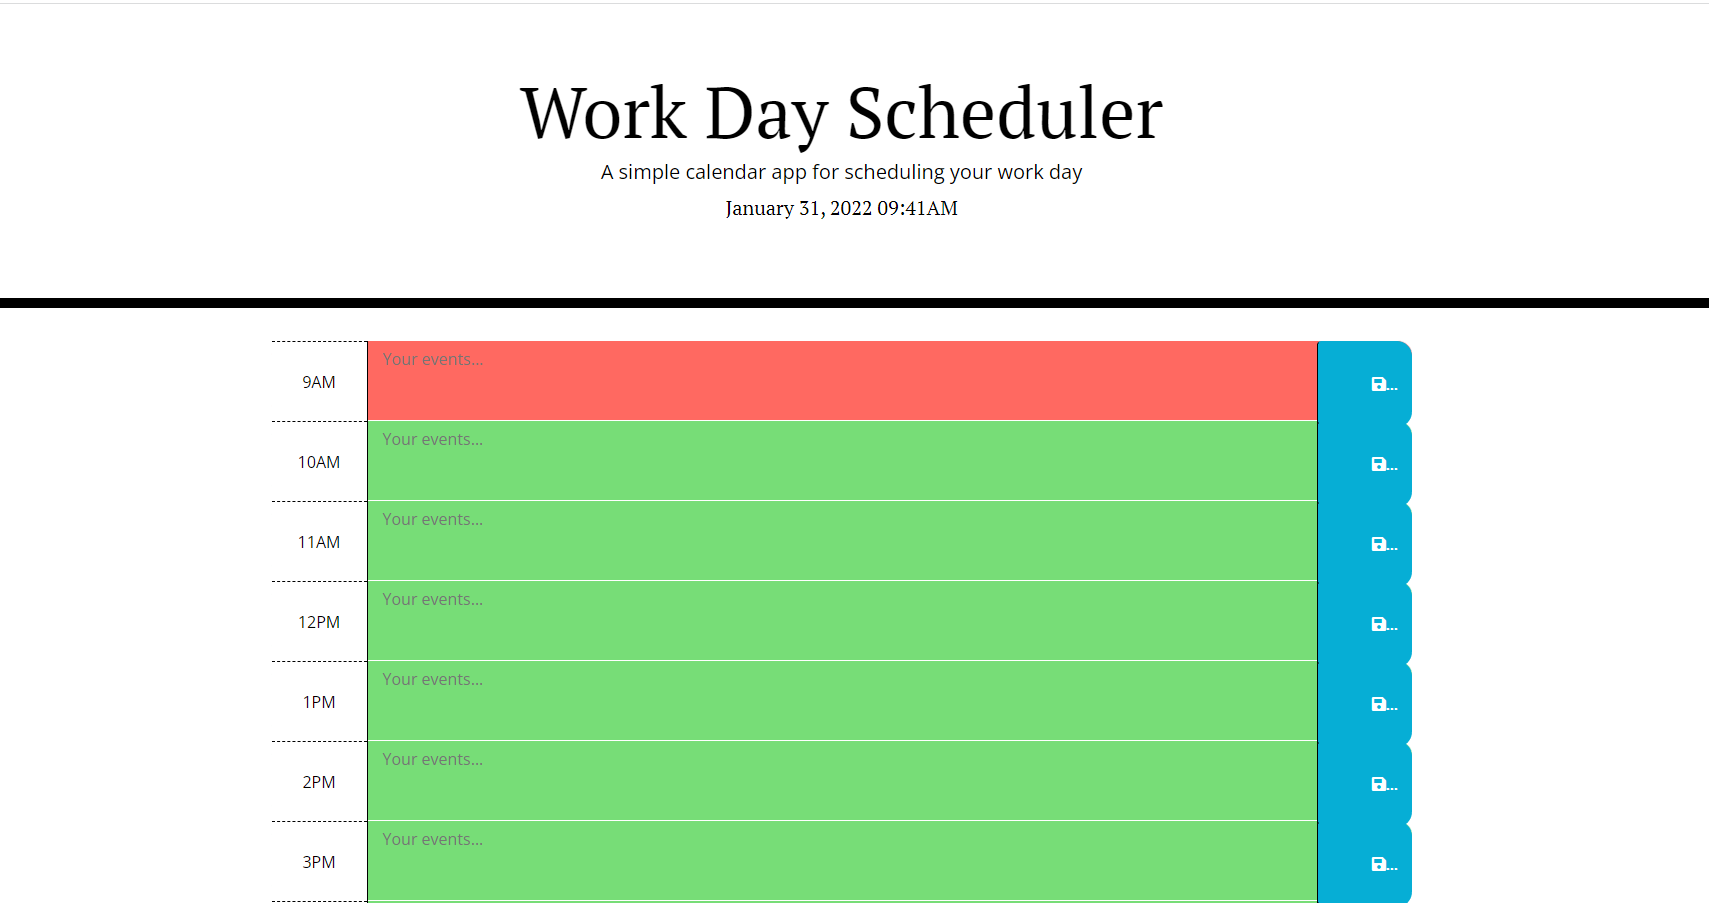 Work Day Scheduler
A simple calendar app for scheduling your work day
January 31, 2022 09:41AM
9AM Your events... ...
10AM Your events... ...
11AM Your events... ...
12PM Your events... ...
1PM Your events... ...
2PM Your events... ...
3PM Your events... ...